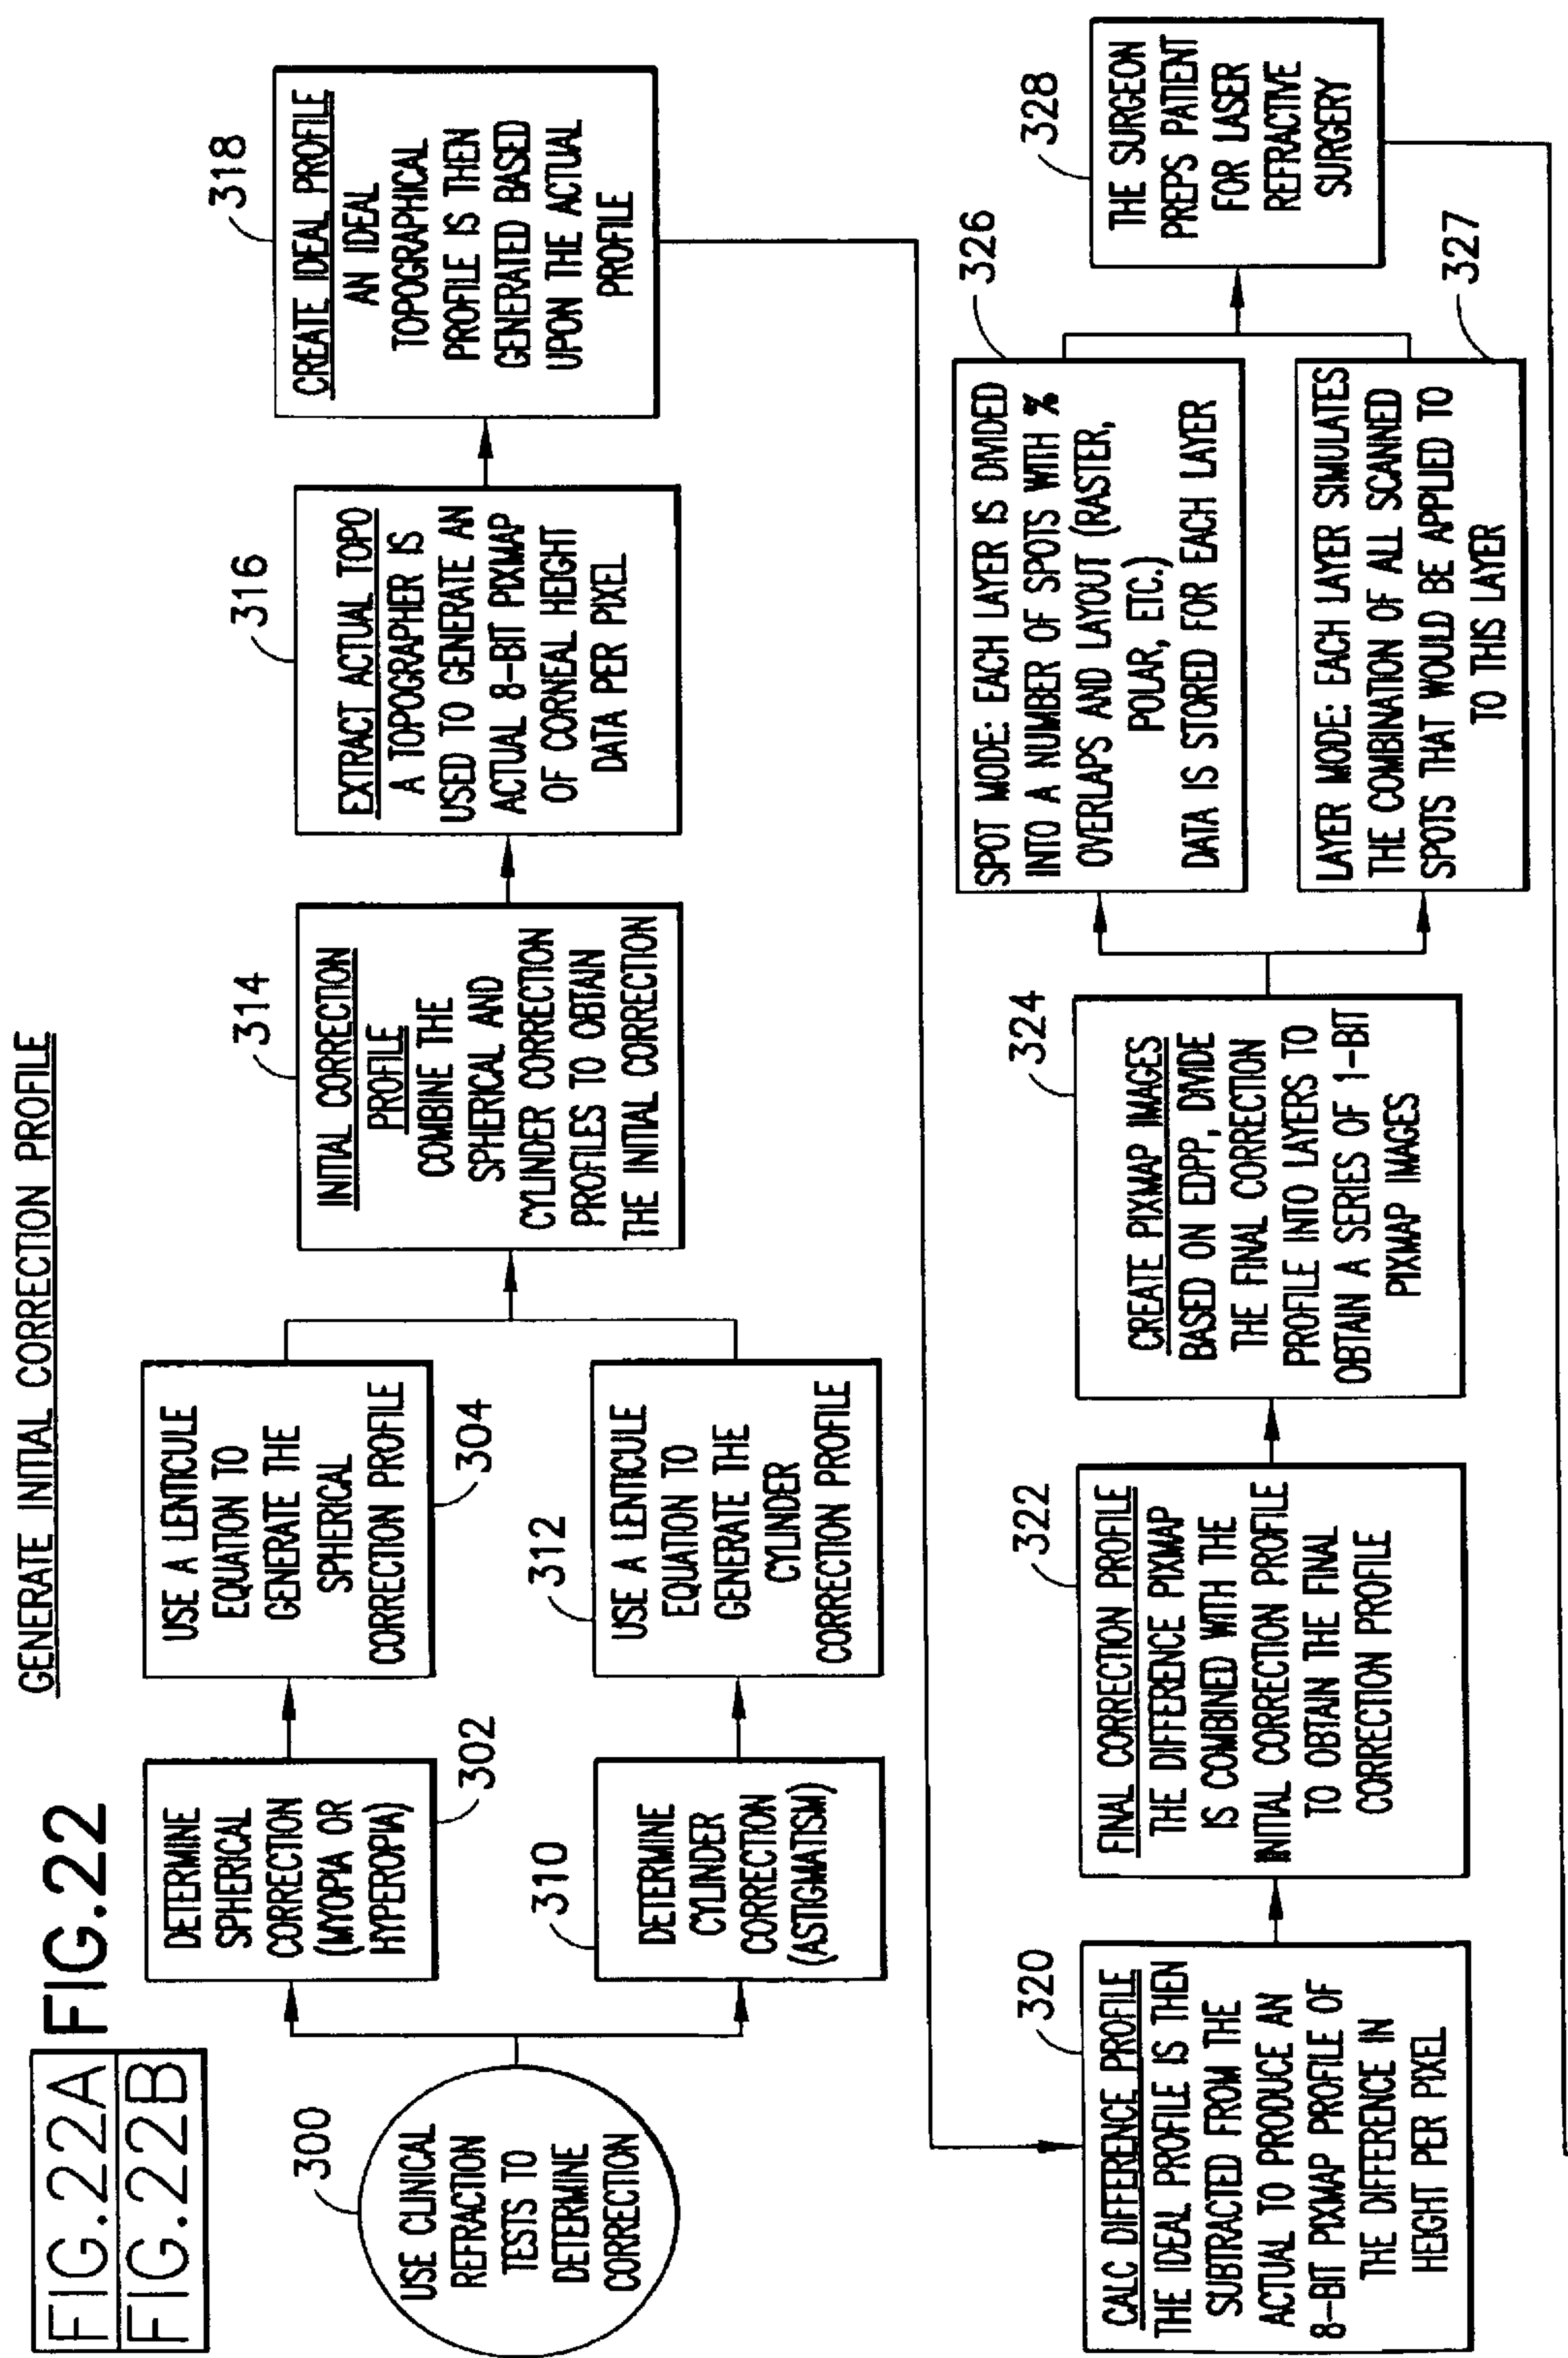 FIG.22A
FIG.22B
FIG.22
GENERATE INITIAL CORRECTION PROFILE
300
USE CLINICAL
REFRACTION
TESTS TO
DETERMINE
CORRECTION
DETERMINE
SPHERICAL
CORRECTION
(MYOPIA OR
HYPEROPIA)
302
USE A LENTICULE
EQUATION TO
GENERATE THE
SPHERICAL
CORRECTION PROFILE
304
310
DETERMINE
CYLINDER
CORRECTION
(ASTIGMATISM)
312
USE A LENTICULE
EQUATION TO
GENERATE THE
CYLINDER
CORRECTION PROFILE
314
INITIAL CORRECTION
PROFILE
COMBINE THE
SPHERICAL AND
CYLINDER CORRECTION
PROFILES TO OBTAIN
THE INITIAL CORRECTION
316
EXTRACT ACTUAL TOPO
A TOPOGRAPHER IS
USED TO GENERATE AN
ACTUAL 8-BIT PIXMAP
OF CORNEAL HEIGHT
DATA PER PIXEL
318
CREATE IDEAL PROFILE
AN IDEAL
TOPOGRAPHICAL
PROFILE IS THEN
GENERATED BASED
UPON THE ACTUAL
PROFILE
320
CALC DIFFERENCE PROFILE
THE IDEAL PROFILE IS THEN
SUBTRACTED FROM THE
ACTUAL TO PRODUCE AN
8-BIT PIXMAP PROFILE OF
THE DIFFERENCE IN
HEIGHT PER PIXEL
322
FINAL CORRECTION PROFILE
THE DIFFERENCE PIXMAP
IS COMBINED WITH THE
INITIAL CORRECTION PROFILE
TO OBTAIN THE FINAL
CORRECTION PROFILE
324
CREATE PIXMAP IMAGES
BASED ON EDPP, DIVIDE
THE FINAL CORRECTION
PROFILE INTO LAYERS TO
OBTAIN A SERIES OF 1-BIT
PIXMAP IMAGES
326
SPOT MODE: EACH LAYER IS DIVIDED
INTO A NUMBER OF SPOTS WITH %
OVERLAPS AND LAYOUT (RASTER,
POLAR, ETC.)
DATA IS STORED FOR EACH LAYER
327
LAYER MODE: EACH LAYER SIMULATES
THE COMBINATION OF ALL SCANNED
SPOTS THAT WOULD BE APPLIED TO
TO THIS LAYER
328
THE SURGEON
PREPS PATIENT
FOR LASER
REFRACTIVE
SURGERY